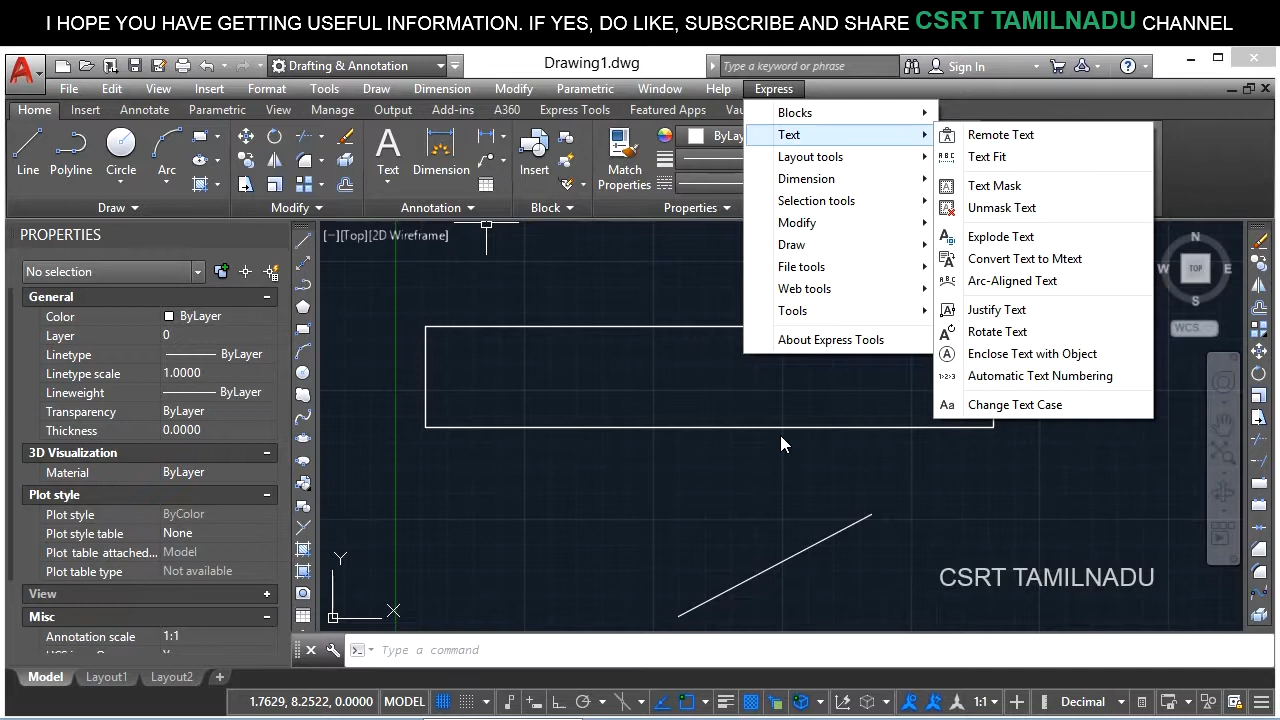 I HOPE YOU HAVE GETTING USEFUL INFORMATION. IF YES, DO LIKE, SUBSCRIBE AND SHARE CSRT TAMILNADU CHANNEL
Drafting & Annotation
Drawing1.dwg
Type a keyword or phrase
Sign In
File Edit View Insert Format Tools Draw Dimension Modify Parametric Window Help Express
Home Insert Annotate Parametric View Manage Output Add-ins A360 Express Tools Featured Apps
Line Polyline Circle Arc Text Dimension Insert Match Properties
Draw Modify Annotation Block Properties
Blocks
Text
Layout tools
Dimension
Selection tools
Modify
Draw
File tools
Web tools
Tools
About Express Tools
Remote Text
Text Fit
Text Mask
Unmask Text
Explode Text
Convert Text to Mtext
Arc-Aligned Text
Justify Text
Rotate Text
Enclose Text with Object
Automatic Text Numbering
Change Text Case
PROPERTIES
No selection
General
Color ByLayer
Layer 0
Linetype ByLayer
Linetype scale 1.0000
Lineweight ByLayer
Transparency ByLayer
Thickness 0.0000
3D Visualization
Material ByLayer
Plot style
Plot style ByColor
Plot style table None
Plot table attached... Model
Plot table type Not available
View
Misc
Annotation scale 1:1
[−][Top][2D Wireframe]
N
W TOP E
S
WCS
Y
X
CSRT TAMILNADU
Type a command
Model Layout1 Layout2 +
1.7629, 8.2522, 0.0000 MODEL 1:1 Decimal